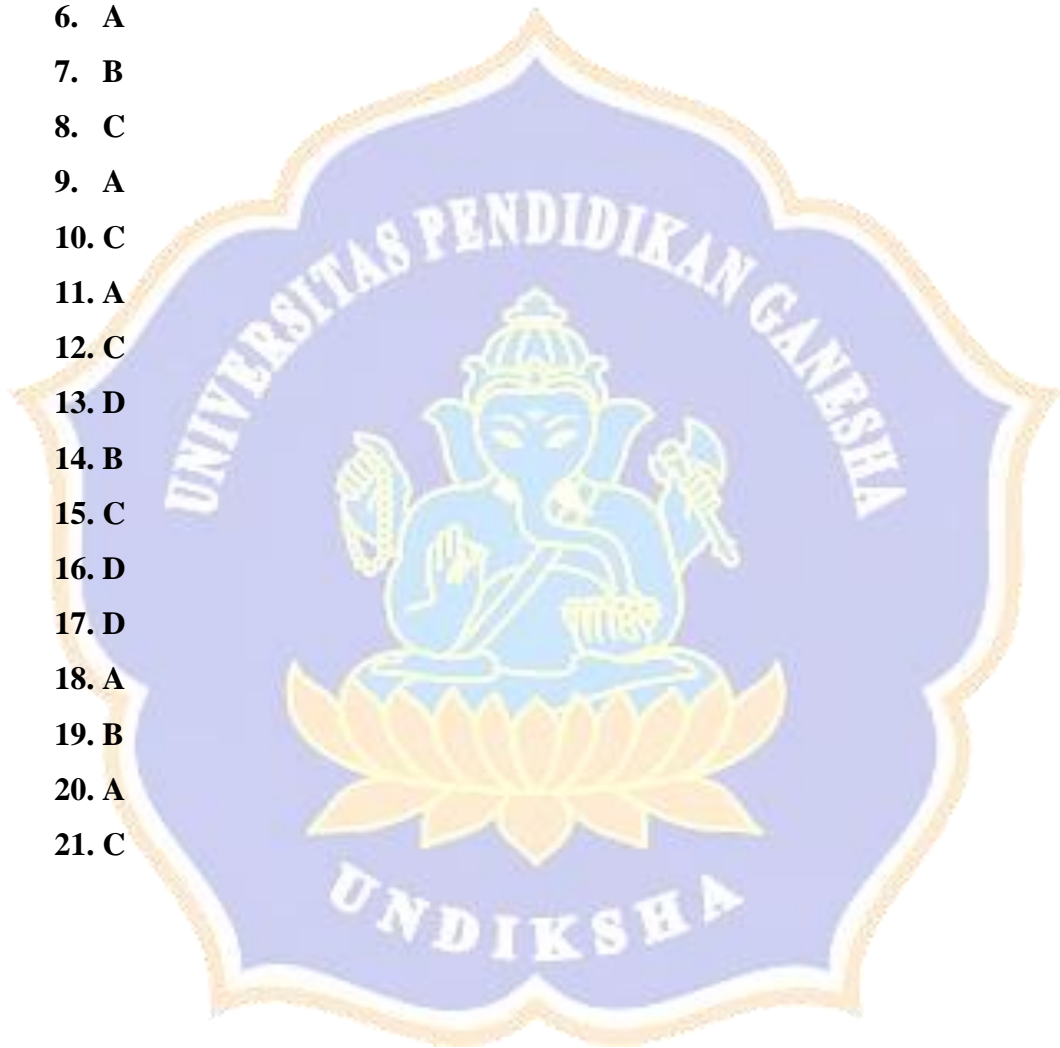 6. A
7. B
8. C
9. A
10. C
11. A
12. C
13. D
14. B
15. C
16. D
17. D
18. A
19. B
20. A
21. C
UNIVERSITAS PENDIDIKAN GANESHA
UNDIKSHA